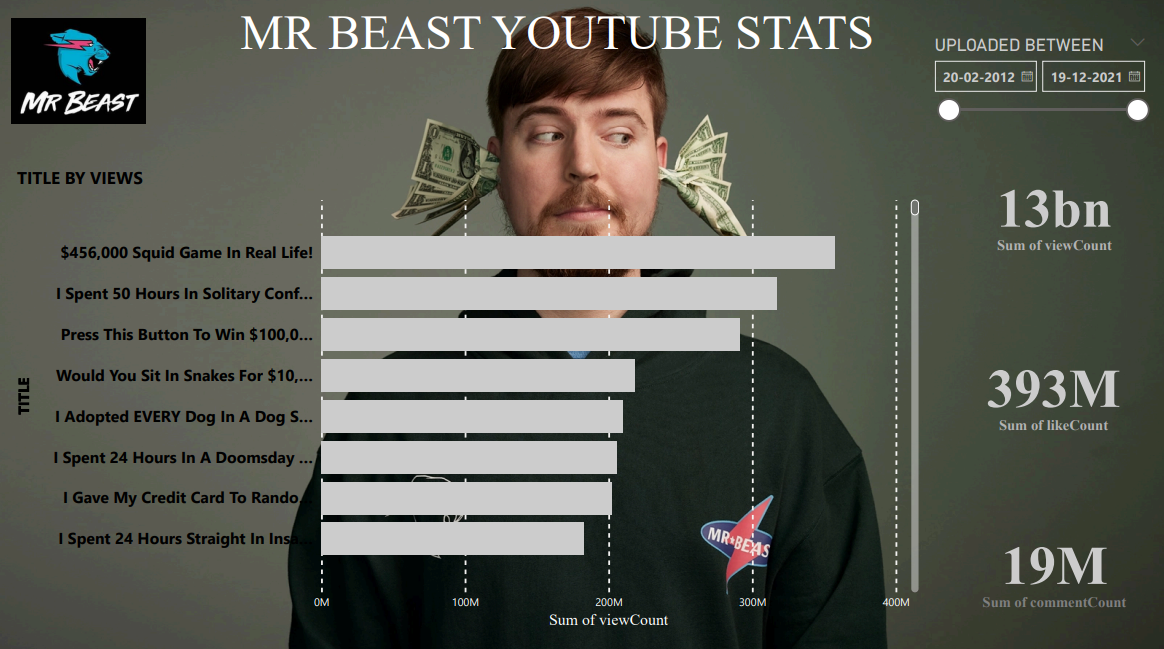 MR BEAST YOUTUBE STATS
MR BEAST
UPLOADED BETWEEN
20-02-2012 19-12-2021
TITLE BY VIEWS
TITLE
$456,000 Squid Game In Real Life!
I Spent 50 Hours In Solitary Conf...
Press This Button To Win $100,0...
Would You Sit In Snakes For $10,...
I Adopted EVERY Dog In A Dog S...
I Spent 24 Hours In A Doomsday ...
I Gave My Credit Card To Rando...
I Spent 24 Hours Straight In Insa...
0M 100M 200M 300M 400M
Sum of viewCount
13bn
Sum of viewCount
393M
Sum of likeCount
19M
Sum of commentCount
MR★BEAS